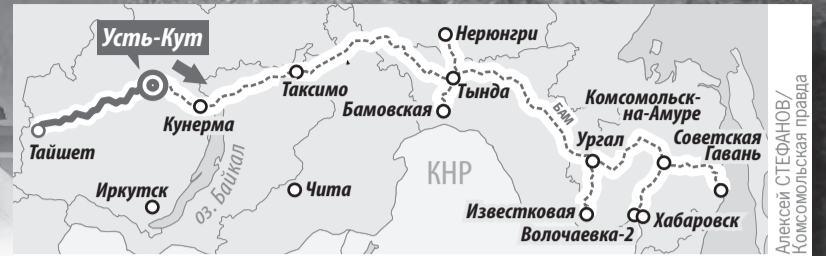 Усть-Кут
Нерюнгри
Таксимо
Тында
Бамовская
Кунерма
Тайшет
БАМ
Комсомольск-
на-Амуре
Ургал
Советская
Гавань
КНР
оз. Байкал
Иркутск
Чита
Известковая
Волочаевка-2
Хабаровск
Алексей СТЕФАНОВ/
Комсомольская правда